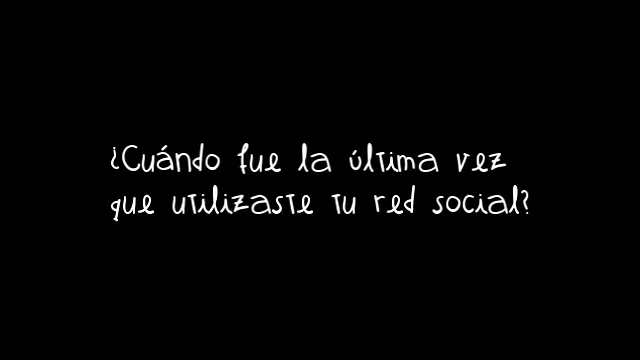 ¿Cuándo fue la última vez
que utilizaste tu red social?